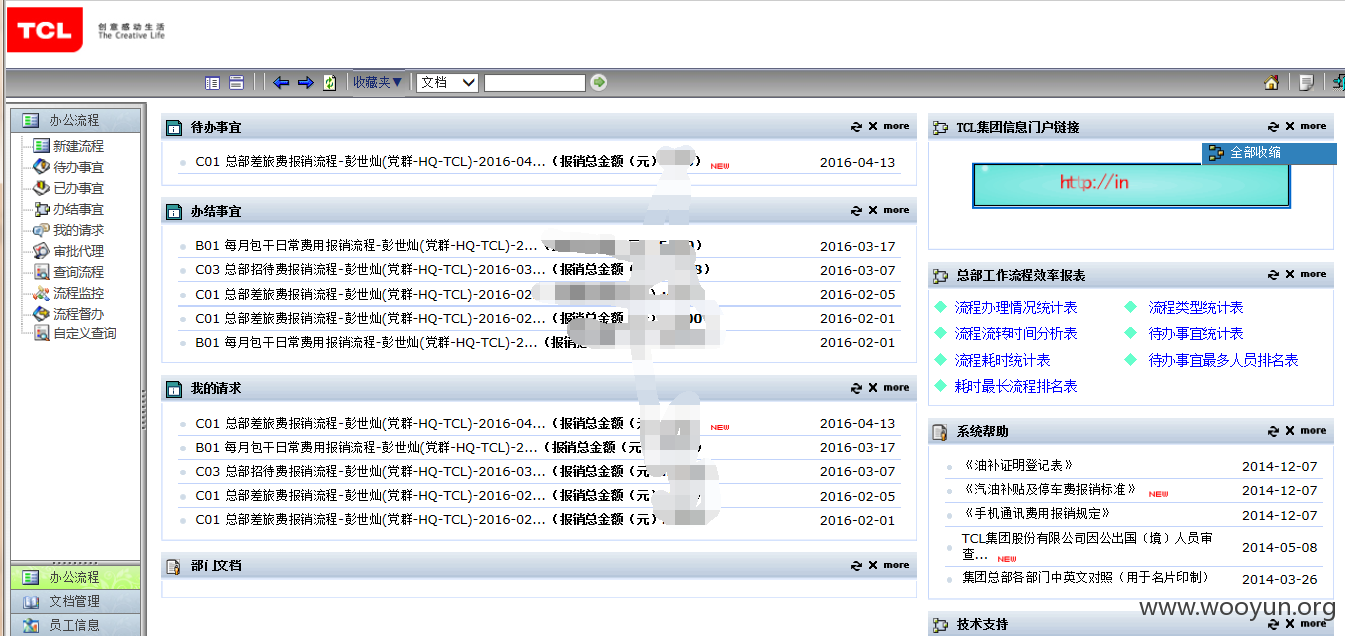 TCL 创意感动生活
The Creative Life
收藏夹▼ 文档
办公流程
新建流程
待办事宜
已办事宜
办结事宜
我的请求
审批代理
查询流程
流程监控
流程督办
自定义查询
办公流程
文档管理
员工信息
待办事宜 more
C01 总部差旅费报销流程-彭世灿(党群-HQ-TCL)-2016-04... (报销总金额（元） NEW 2016-04-13
办结事宜 more
B01 每月包干日常费用报销流程-彭世灿(党群-HQ-TCL)-2... 2016-03-17
C03 总部招待费报销流程-彭世灿(党群-HQ-TCL)-2016-03... (报销总金额 2016-03-07
C01 总部差旅费报销流程-彭世灿(党群-HQ-TCL)-2016-02 2016-02-05
C01 总部差旅费报销流程-彭世灿(党群-HQ-TCL)-2016-02... (报销总金额 2016-02-01
B01 每月包干日常费用报销流程-彭世灿(党群-HQ-TCL)-2... (报销 2016-02-01
我的请求 more
C01 总部差旅费报销流程-彭世灿(党群-HQ-TCL)-2016-04... (报销总金额（元 NEW 2016-04-13
B01 每月包干日常费用报销流程-彭世灿(党群-HQ-TCL)-2... (报销总金额（元 2016-03-17
C03 总部招待费报销流程-彭世灿(党群-HQ-TCL)-2016-03... (报销总金额（元 2016-03-07
C01 总部差旅费报销流程-彭世灿(党群-HQ-TCL)-2016-02... (报销总金额（元） 2016-02-05
C01 总部差旅费报销流程-彭世灿(党群-HQ-TCL)-2016-02... (报销总金额（元） 2016-02-01
部门文档 more
TCL集团信息门户链接 more
全部收缩
http://in
总部工作流程效率报表 more
流程办理情况统计表 流程类型统计表
流程流转时间分析表 待办事宜统计表
流程耗时统计表 待办事宜最多人员排名表
耗时最长流程排名表
系统帮助 more
《油补证明登记表》 2014-12-07
《汽油补贴及停车费报销标准》 NEW 2014-12-07
《手机通讯费用报销规定》 2014-12-07
TCL集团股份有限公司因公出国（境）人员审
查... NEW 2014-05-08
集团总部各部门中英文对照（用于名片印制） 2014-03-26
www.wooyun.org
技术支持 more